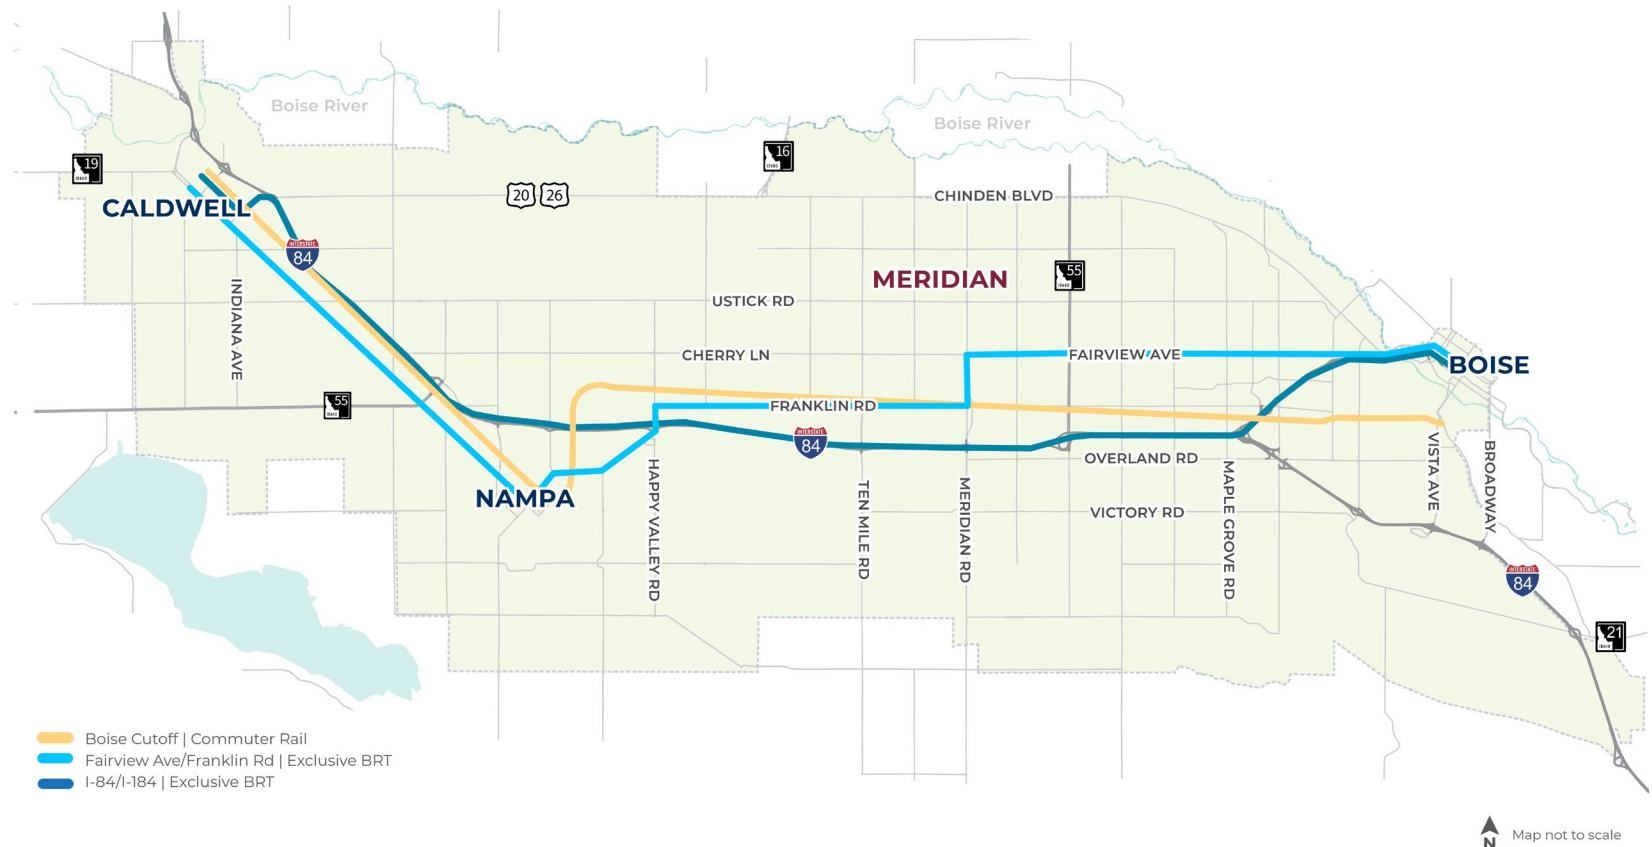 Boise River
Boise River
16
19
20
26
CHINDEN BLVD
CALDWELL
INTERSTATE
84
MERIDIAN
55
INDIANA AVE
USTICK RD
CHERRY LN
FAIRVIEW AVE
BOISE
55
FRANKLIN RD
INTERSTATE
84
OVERLAND RD
NAMPA
VICTORY RD
HAPPY VALLEY RD
TEN MILE RD
MERIDIAN RD
MAPLE GROVE RD
VISTA AVE
BROADWAY
INTERSTATE
84
21
Boise Cutoff | Commuter Rail
Fairview Ave/Franklin Rd | Exclusive BRT
I-84/I-184 | Exclusive BRT
N
Map not to scale